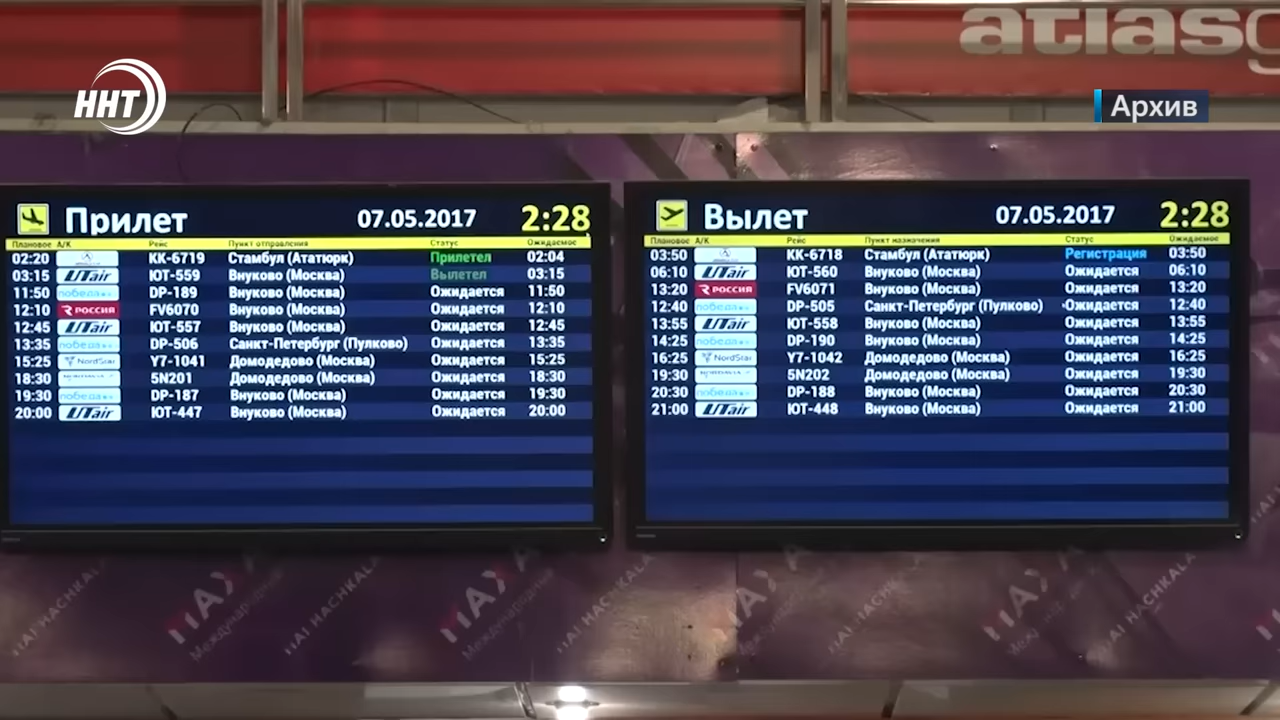 atlasg
ННТ
Архив
Прилет 07.05.2017 2:28
Плановое А/К Рейс Пункт отправления Статус Ожидаемое
02:20 КК-6719 Стамбул (Ататюрк) Прилетел 02:04
03:15 UTair ЮТ-559 Внуково (Москва) Вылетел 03:15
11:50 победа DP-189 Внуково (Москва) Ожидается 11:50
12:10 РОССИЯ FV6070 Внуково (Москва) Ожидается 12:10
12:45 UTair ЮТ-557 Внуково (Москва) Ожидается 12:45
13:35 победа DP-506 Санкт-Петербург (Пулково) Ожидается 13:35
15:25 NordStar Y7-1041 Домодедово (Москва) Ожидается 15:25
18:30 5N201 Домодедово (Москва) Ожидается 18:30
19:30 победа DP-187 Внуково (Москва) Ожидается 19:30
20:00 UTair ЮТ-447 Внуково (Москва) Ожидается 20:00
Вылет 07.05.2017 2:28
Плановое А/К Рейс Пункт назначения Статус Ожидаемое
03:50 КК-6718 Стамбул (Ататюрк) Регистрация 03:50
06:10 UTair ЮТ-560 Внуково (Москва) Ожидается 06:10
13:20 РОССИЯ FV6071 Внуково (Москва) Ожидается 13:20
12:40 победа DP-505 Санкт-Петербург (Пулково) Ожидается 12:40
13:55 UTair ЮТ-558 Внуково (Москва) Ожидается 13:55
14:25 победа DP-190 Внуково (Москва) Ожидается 14:25
16:25 NordStar Y7-1042 Домодедово (Москва) Ожидается 16:25
19:30 5N202 Домодедово (Москва) Ожидается 19:30
20:30 победа DP-188 Внуково (Москва) Ожидается 20:30
21:00 UTair ЮТ-448 Внуково (Москва) Ожидается 21:00
Международный